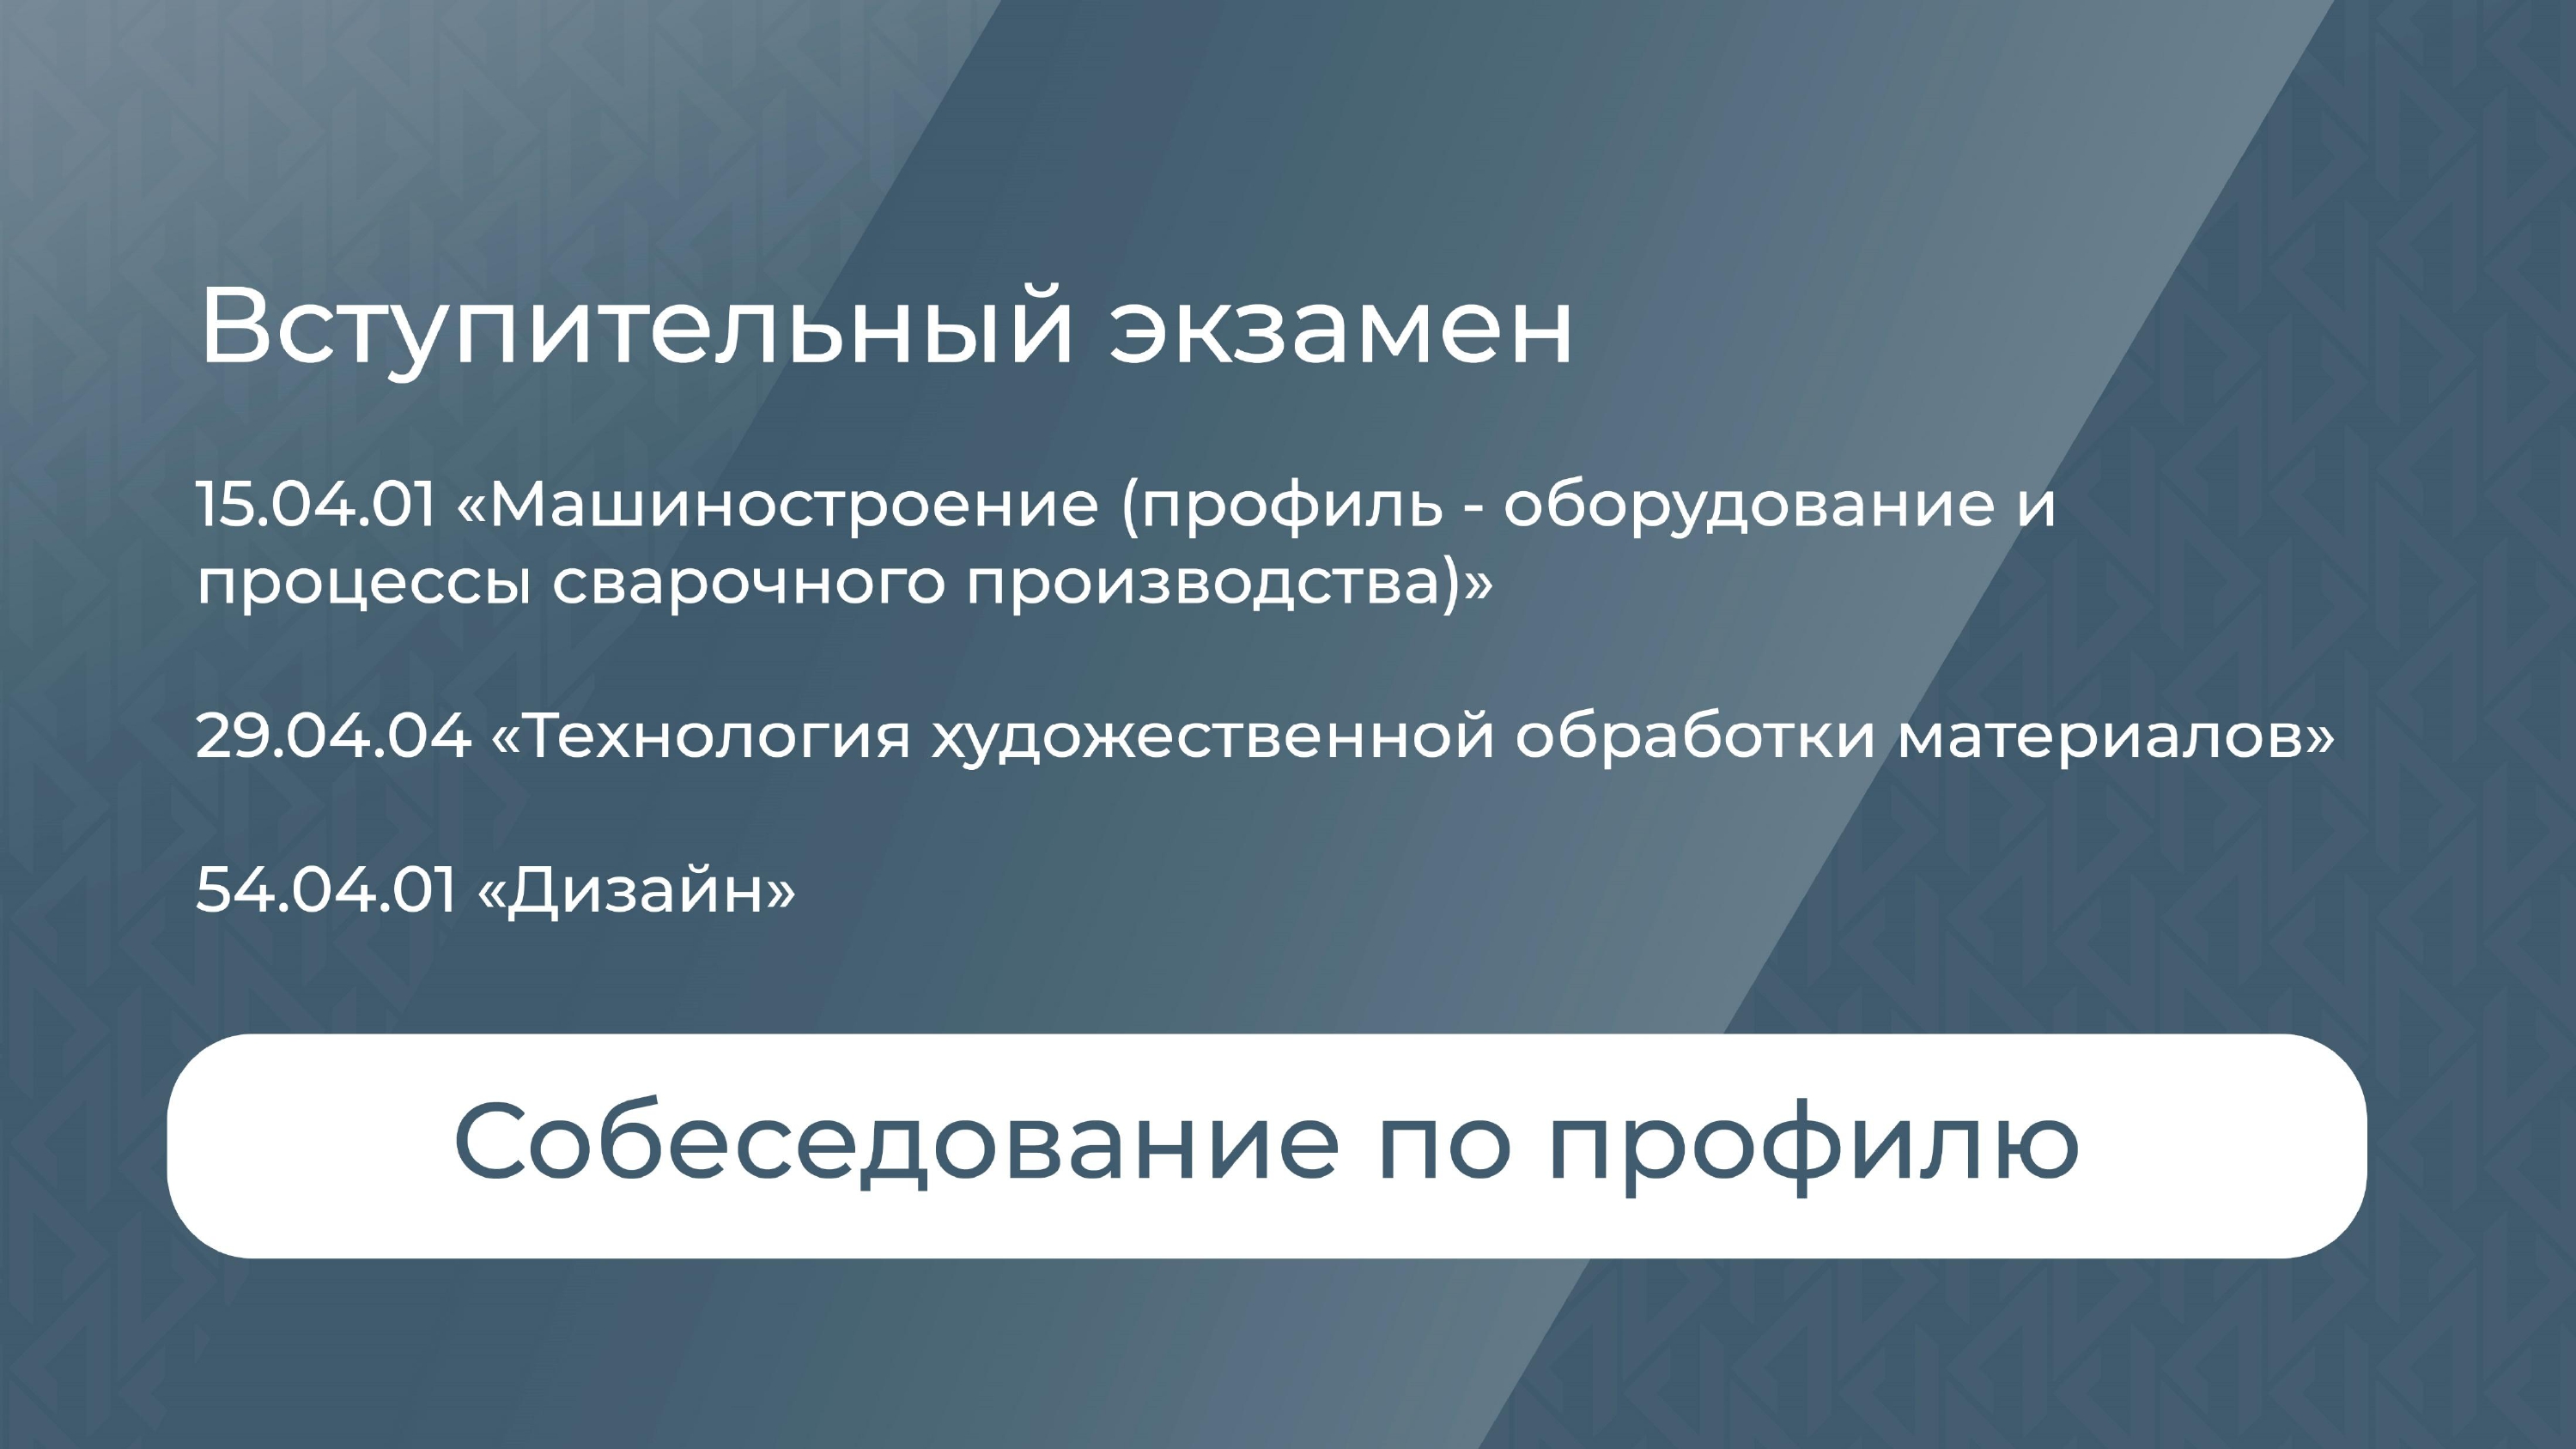 Вступительный экзамен
15.04.01 «Машиностроение (профиль - оборудование и
процессы сварочного производства)»
29.04.04 «Технология художественной обработки материалов»
54.04.01 «Дизайн»
Собеседование по профилю